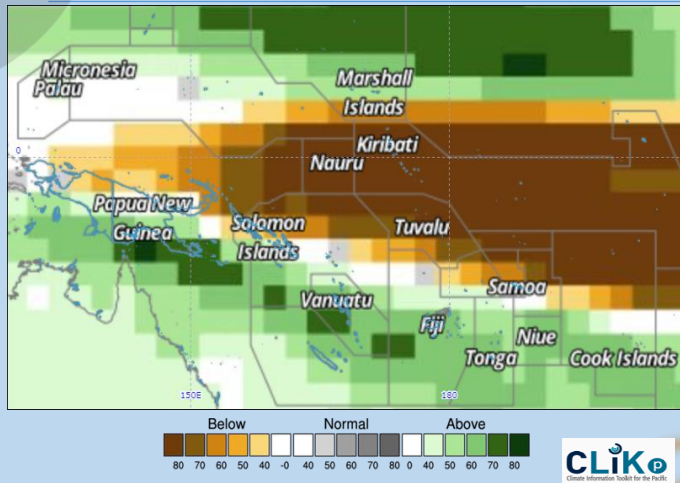 Micronesia
Palau
Marshall
Islands
0
Kiribati
Nauru
Papua New
Guinea
Solomon
Islands
Tuvalu
Samoa
Vanuatu
Fiji
Niue
Tonga
Cook Islands
150E
180
Below Normal Above
80 70 60 50 40 -0 40 50 60 70 80 0 40 50 60 70 80
CLiKp
Climate Information Toolkit for the Pacific